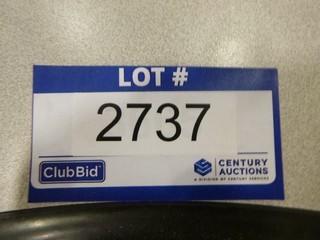 LOT #
2737
ClubBid
CENTURY
AUCTIONS
A DIVISION OF CENTURY SERVICES